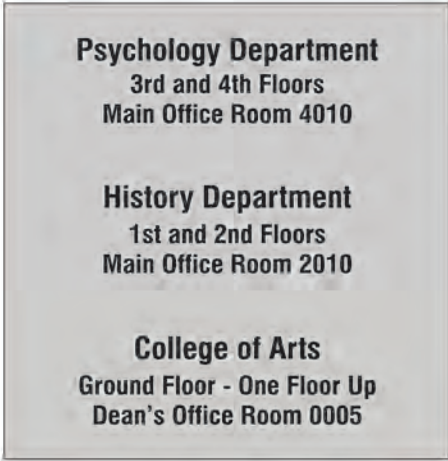 Psychology Department
3rd and 4th Floors
Main Office Room 4010
History Department
1st and 2nd Floors
Main Office Room 2010
College of Arts
Ground Floor - One Floor Up
Dean's Office Room 0005